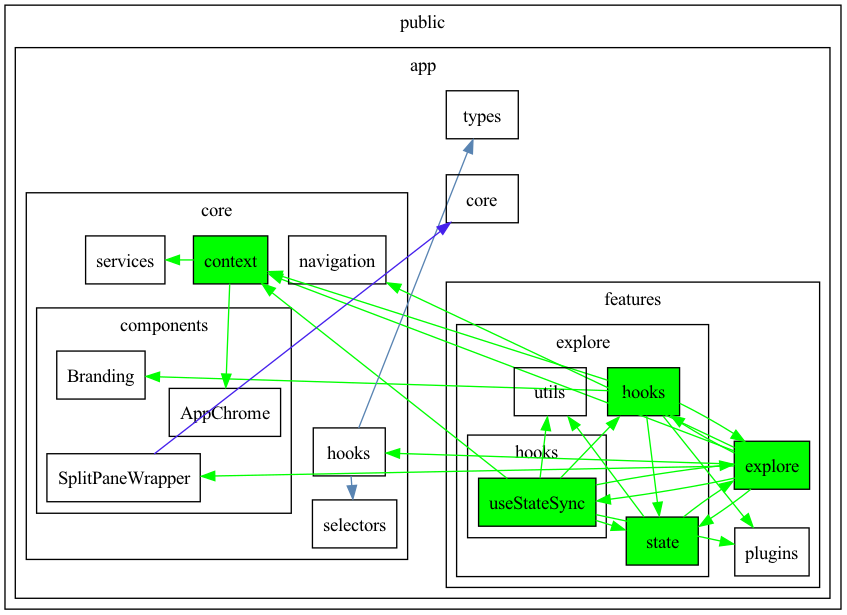 public
app
types
core
core
services
context
navigation
components
Branding
AppChrome
SplitPaneWrapper
hooks
selectors
features
explore
utils
hooks
hooks
useStateSync
state
explore
plugins